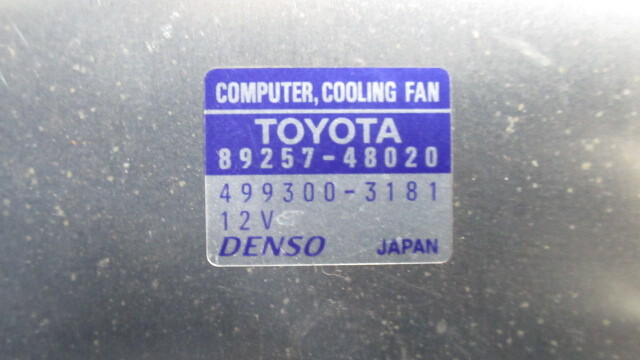 COMPUTER, COOLING FAN
TOYOTA
89257-48020
499300-3181
12V
DENSO JAPAN